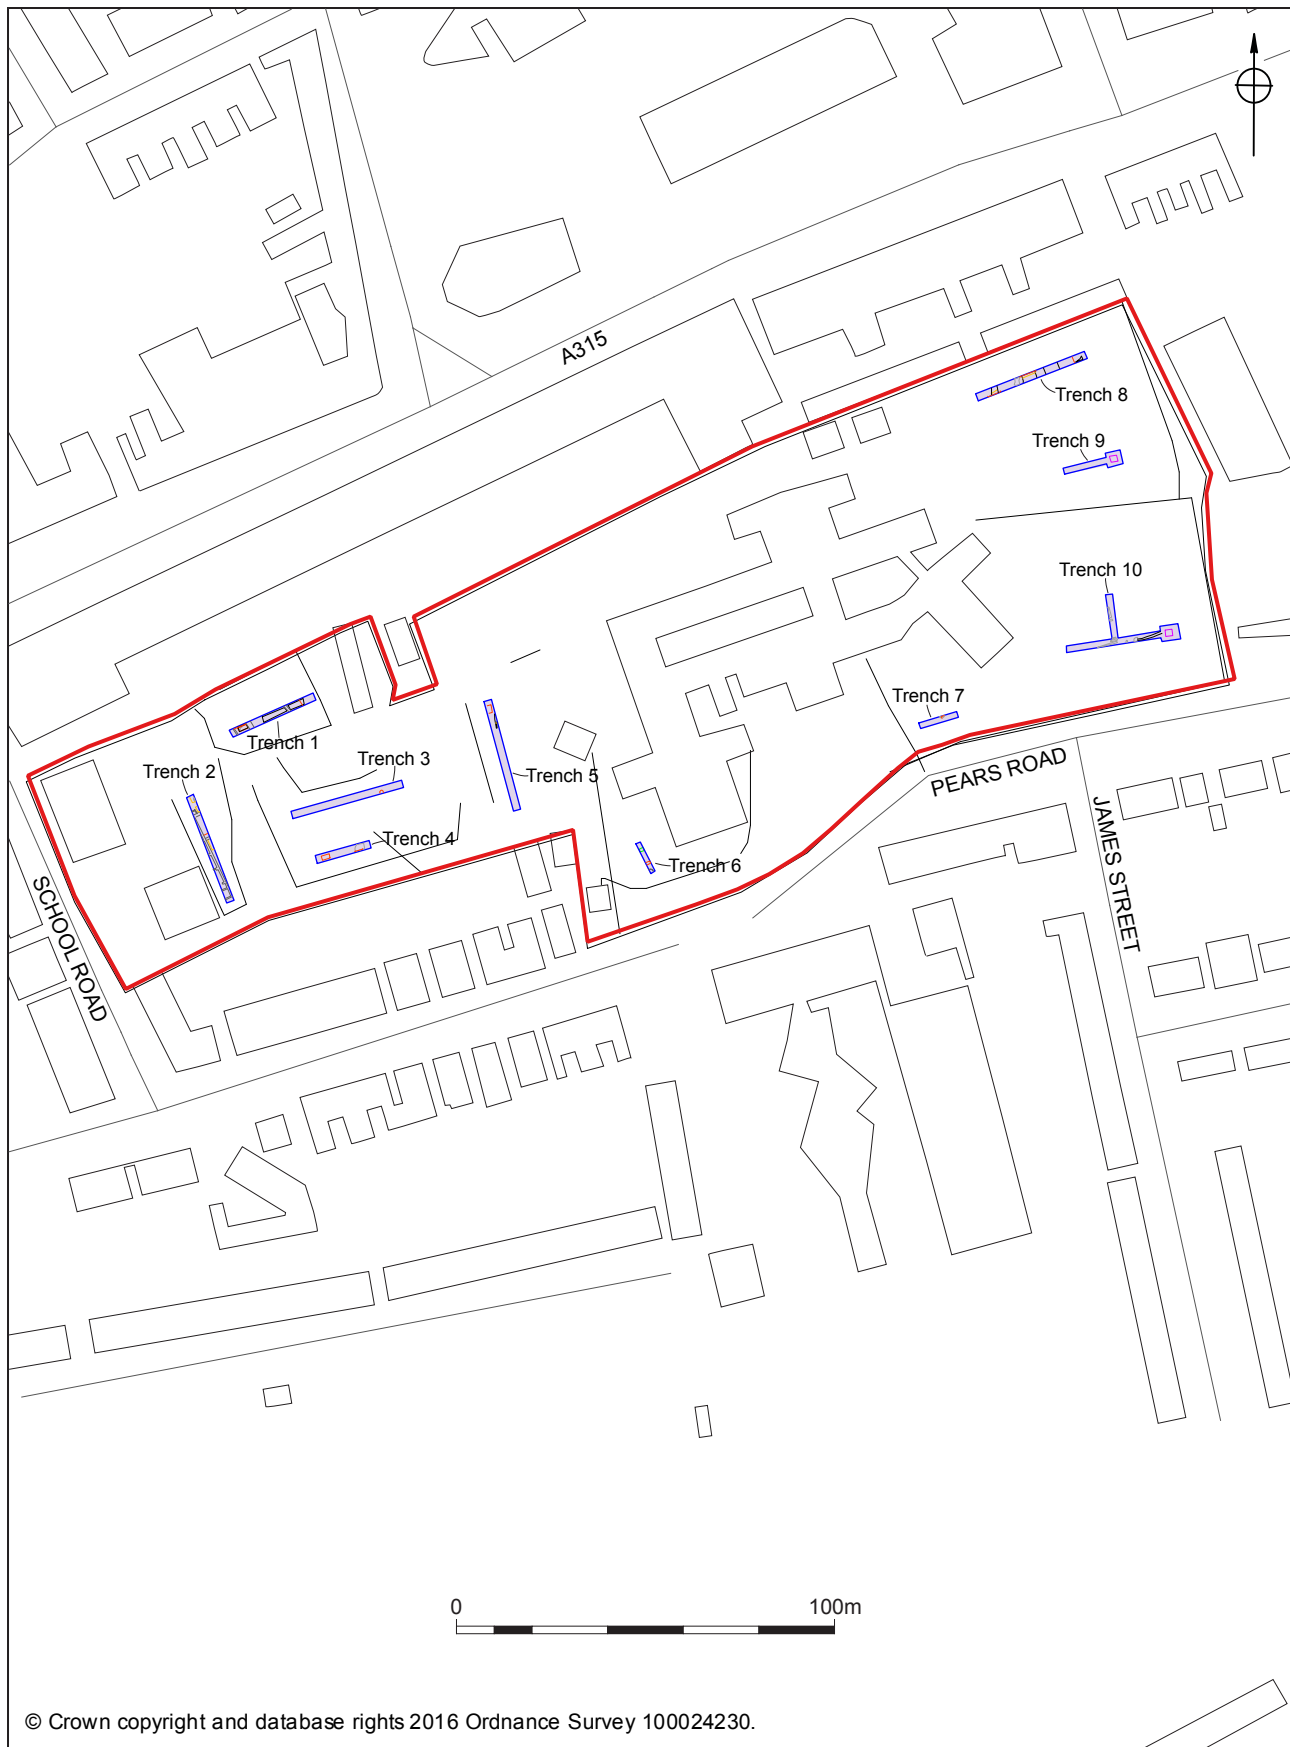 A315
Trench 8
Trench 9
Trench 10
Trench 7
Trench 1
Trench 2
Trench 3
Trench 5
Trench 4
Trench 6
PEARS ROAD
JAMES STREET
SCHOOL ROAD
0 100m
© Crown copyright and database rights 2016 Ordnance Survey 100024230.